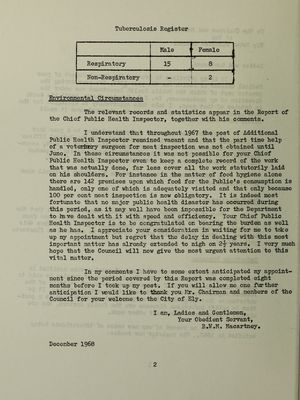 Tuberculosis Register
Male Female
Respiratory 15 8
Non-Respiratory - 2
Environmental Circumstances
The relevant records and statistics appear in the Report of
the Chief Public Health Inspector, together with his comments.
I understand that throughout 1967 the post of Additional
Public Health Inspector remained vacant and that the part time help
of a veterinary surgeon for meat inspection was not obtained until
June. In these circumstances it was not possible for your Chief
Public Health Inspector even to keep a complete record of the work
that was actually done, far less cover all the work statutorily laid
on his shoulders. For instance in the matter of food hygiene alone
there are 142 premises upon which food for the Public's consumption is
handled, only one of which is adequately visited and that only because
100 per cent meat inspection is now obligatory. It is indeed most
fortunate that no major public health disaster has occurred during
this period, as it may well have been impossible for the Department
to have dealt with it with speed and efficiency. Your Chief Public
Health Inspector is to be congratulated on bearing the burden as well
as he has. I appreciate your consideration in waiting for me to take
up my appointment but regret that the delay in dealing with this most
important matter has already extended to nigh on 2½ years. I very much
hope that the Council will now give the most urgent attention to this
vital matter.
In my comments I have to some extent anticipated my appoint-
ment since the period covered by this Report was completed eight
months before I took up my post. If you will allow me one further
anticipation I would like to thank you Mr. Chairman and members of the
Council for your welcome to the City of Ely.
I am, Ladies and Gentlemen,
Your Obedient Servant,
B.W.M. Macartney.
December 1968
2